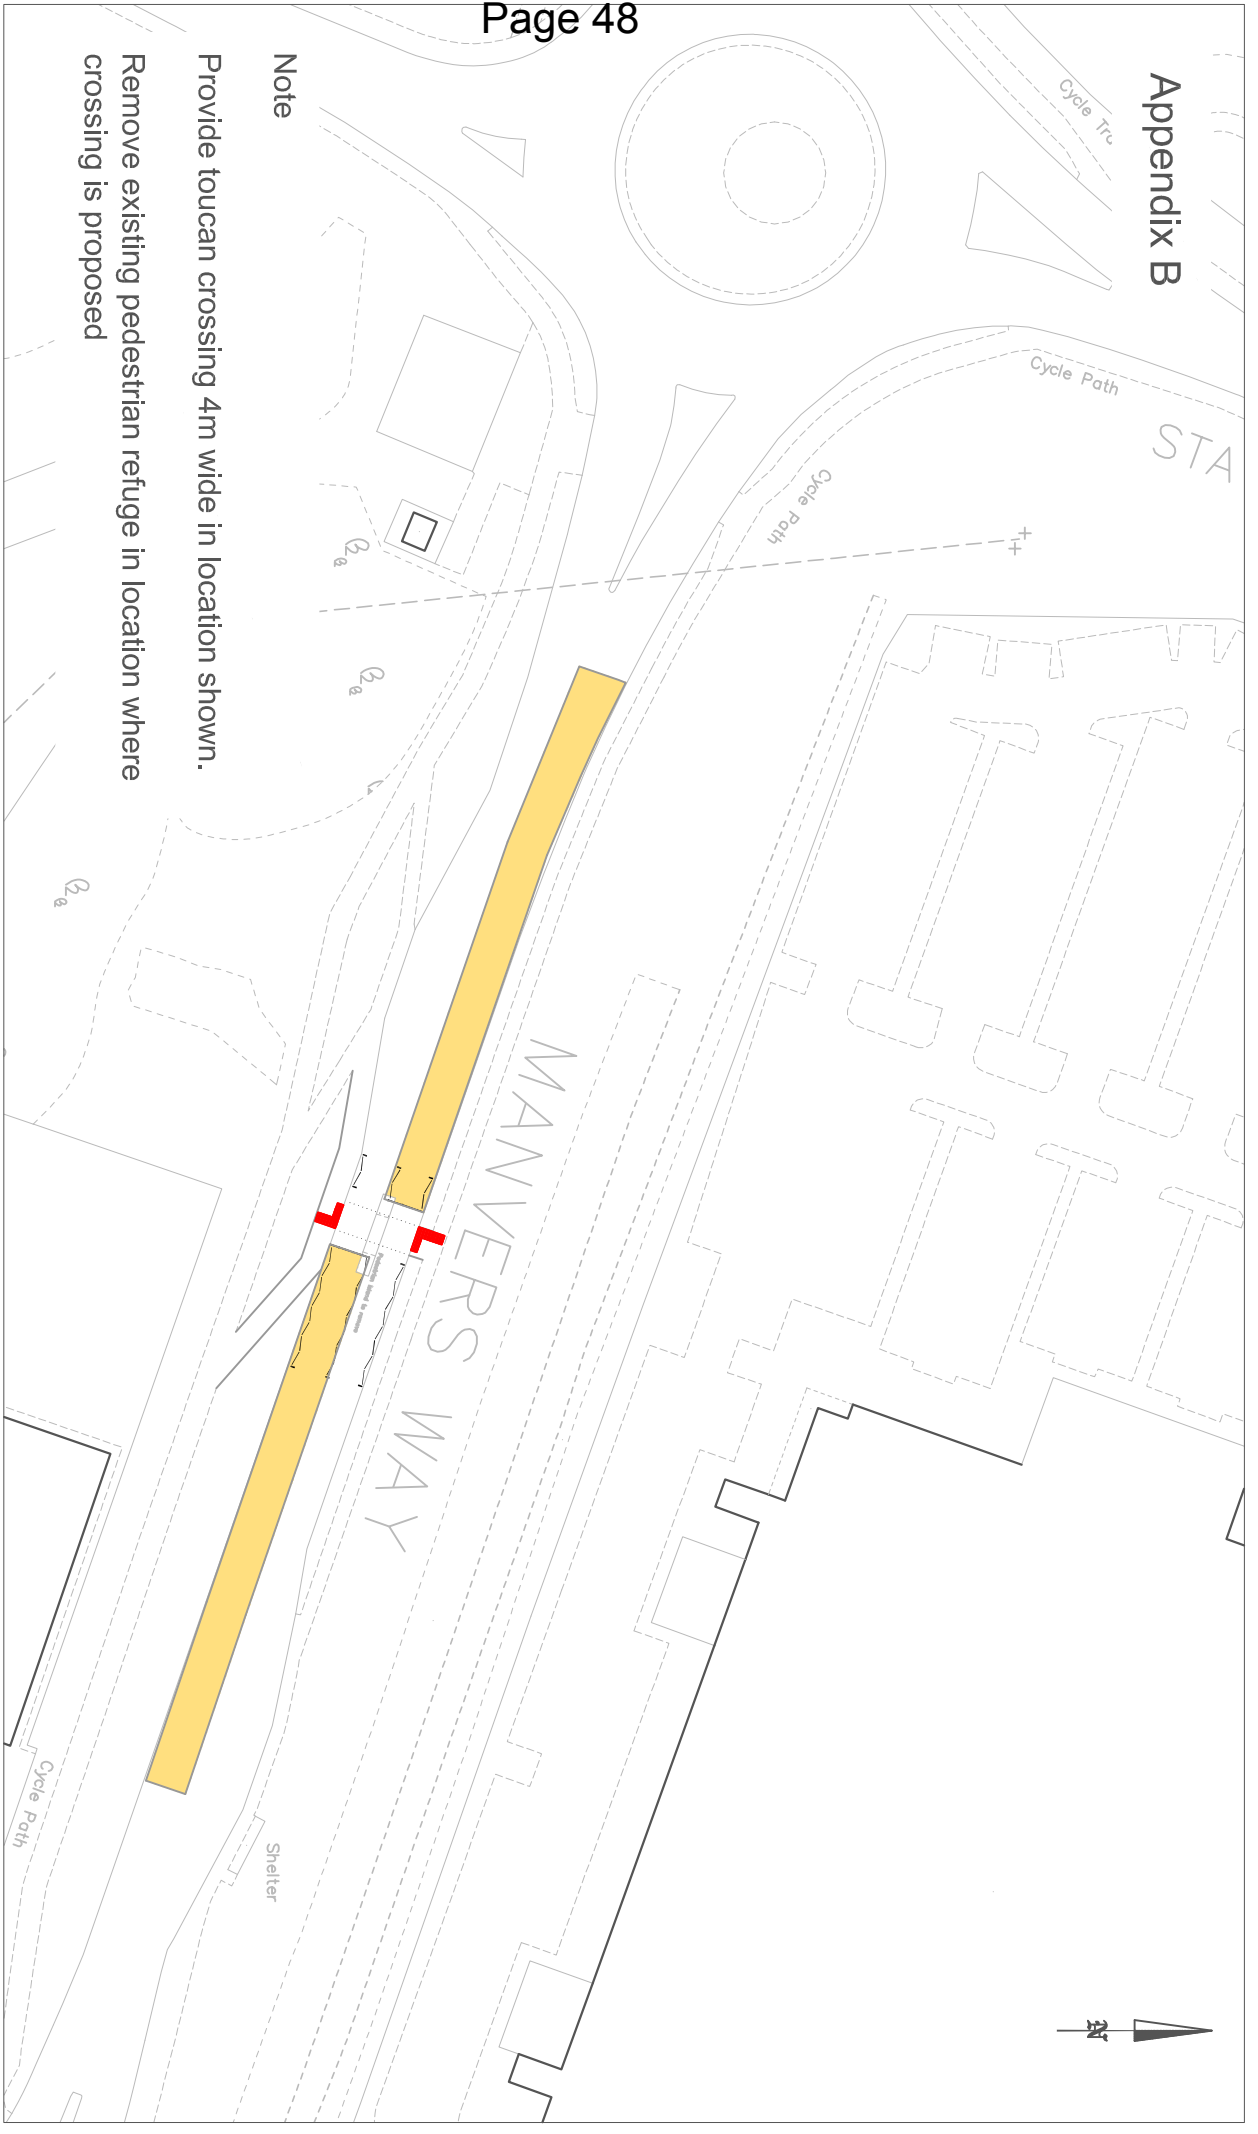 Page 48
Appendix B
Note
Provide toucan crossing 4m wide in location shown.
Remove existing pedestrian refuge in location where
crossing is proposed
Cycle
Cycle Path
STA
Cycle Path
MANVERS WAY
Cycle Path
Shelter